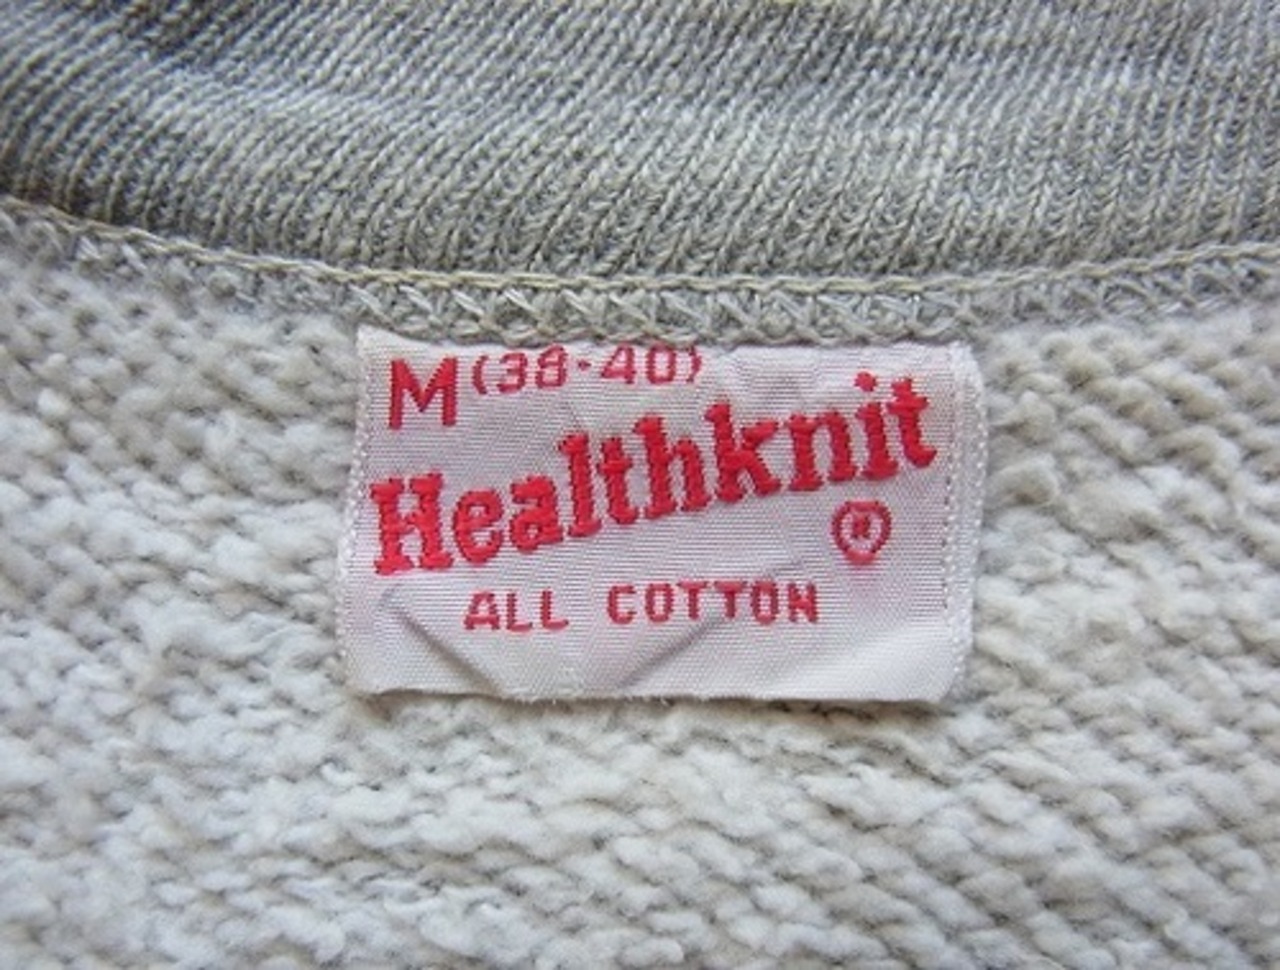 M (38-40)
Healthknit
®
ALL COTTON